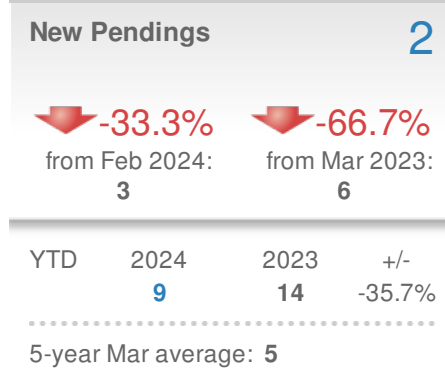 New Pendings 2
-33.3% -66.7%
from Feb 2024: from Mar 2023:
3 6
YTD 2024 2023 +/-
9 14 -35.7%
5-year Mar average: 5